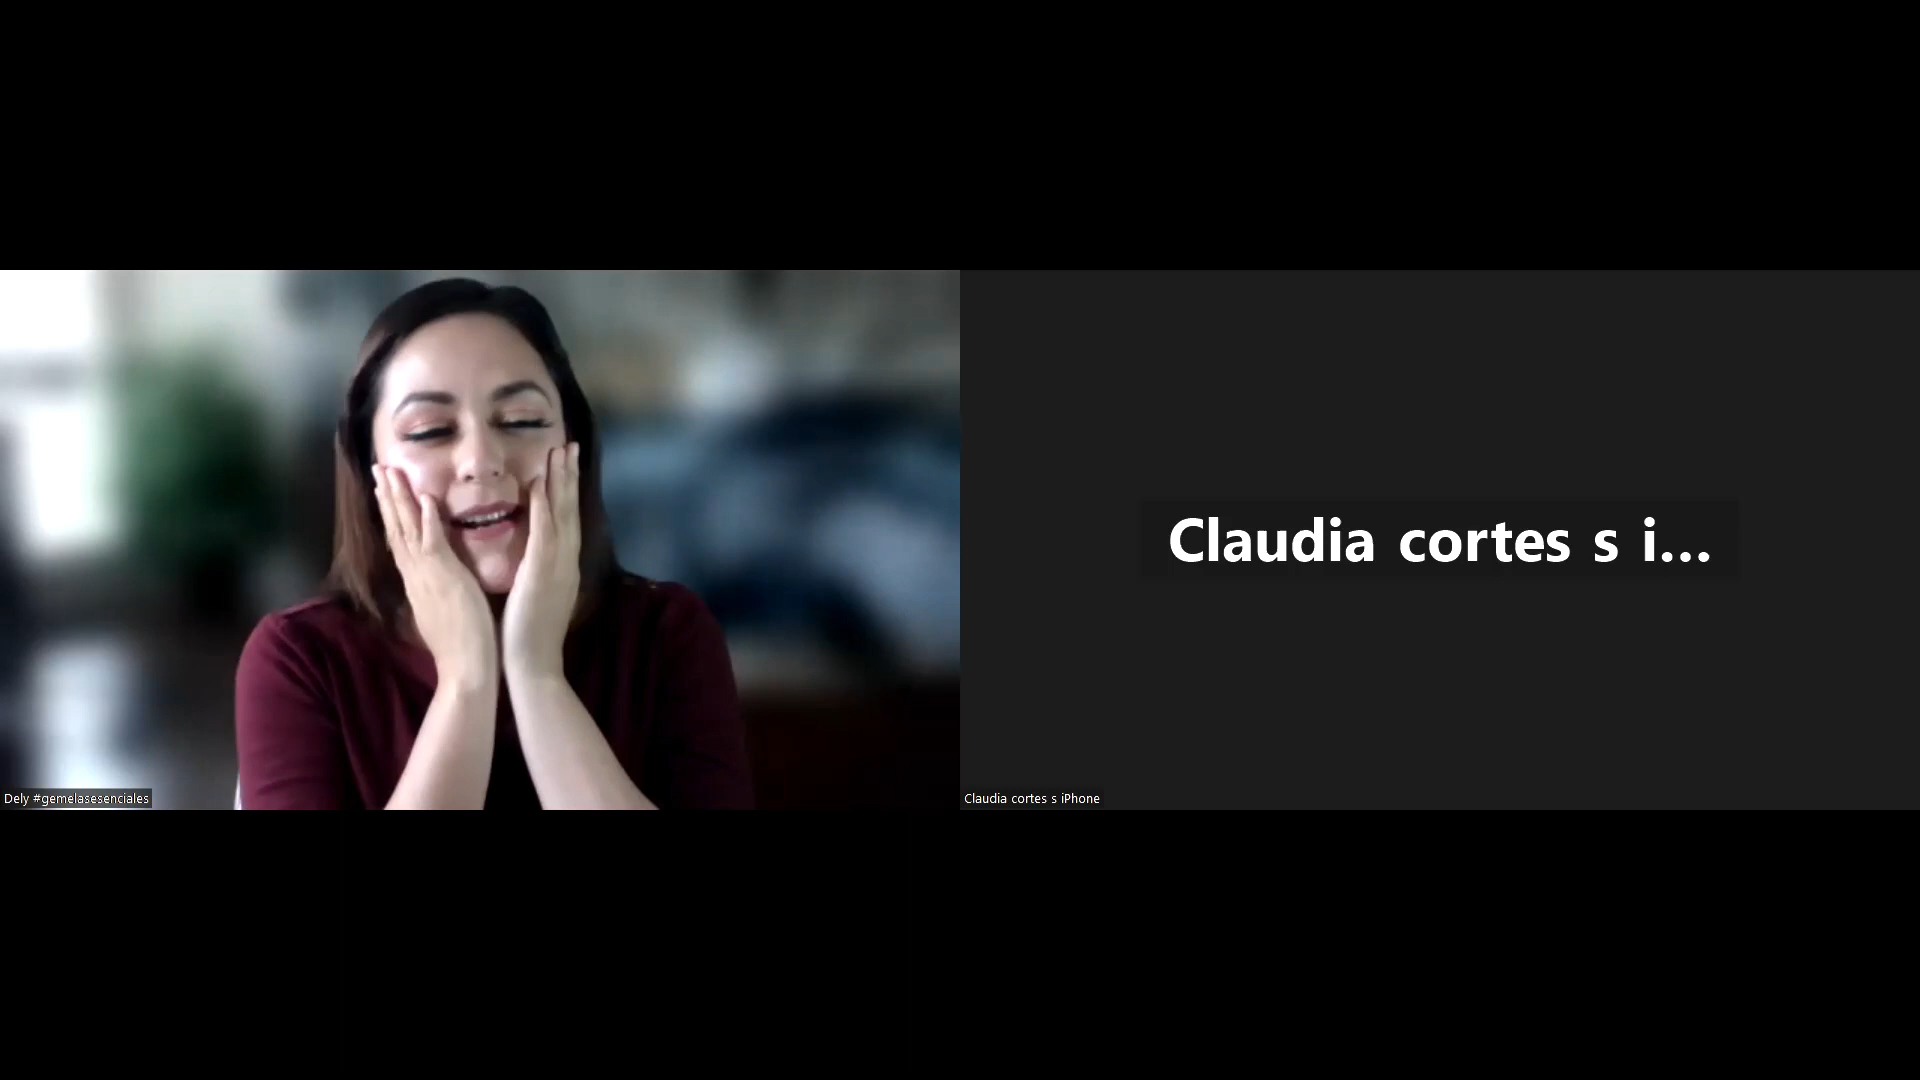 Claudia cortes s i...
Dely #gemelasesenciales
Claudia cortes s iPhone